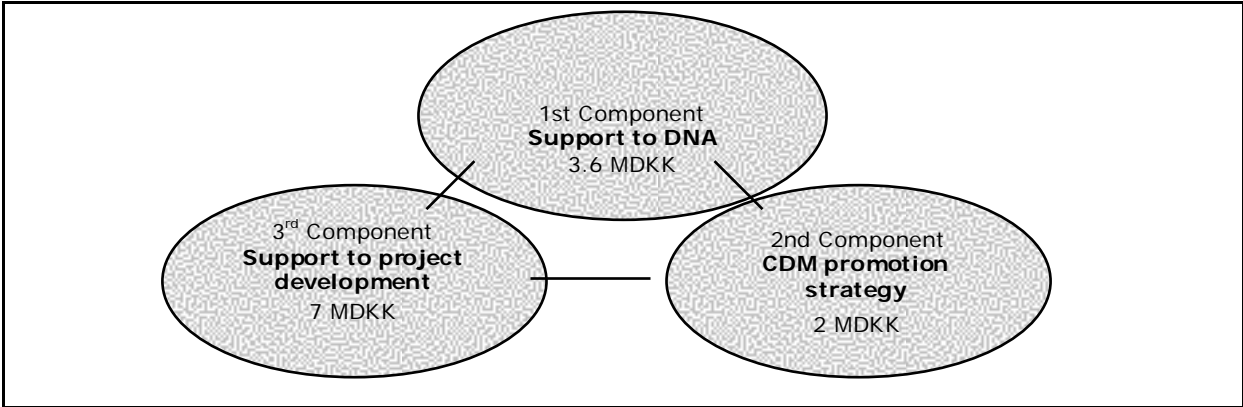 1st Component
Support to DNA
3.6 MDKK
3rd Component
Support to project
development
7 MDKK
2nd Component
CDM promotion
strategy
2 MDKK